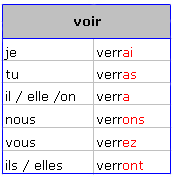 voir
je verrai
tu verras
il / elle /on verra
nous verrons
vous verrez
ils / elles verront